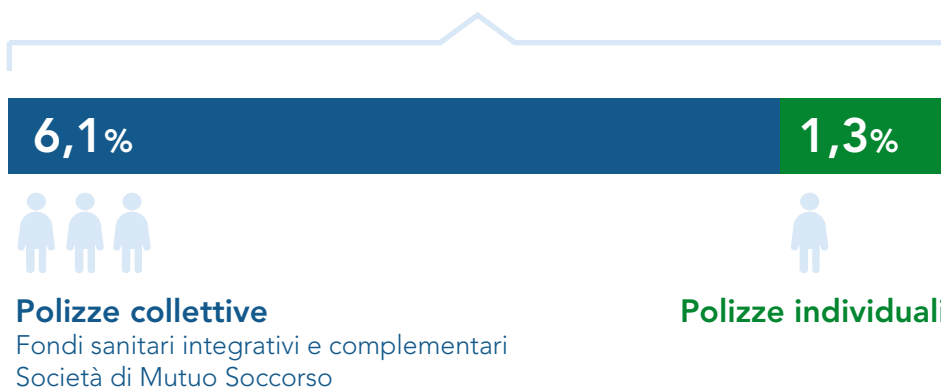 6,1% 1,3%
Polizze collettive
Fondi sanitari integrativi e complementari
Società di Mutuo Soccorso
Polizze individuali